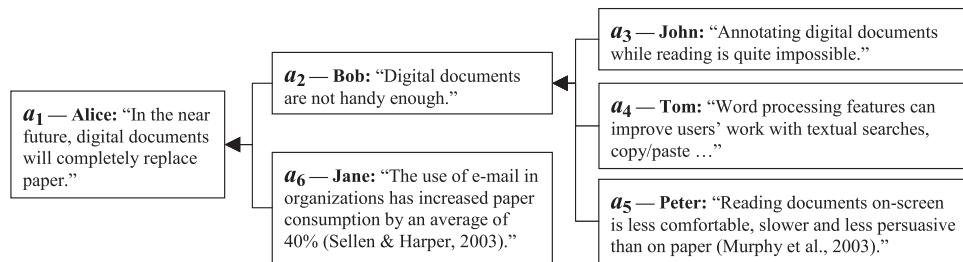 a1 — Alice: “In the near
future, digital documents
will completely replace
paper.”
a2 — Bob: “Digital documents
are not handy enough.”
a6 — Jane: “The use of e-mail in
organizations has increased paper
consumption by an average of
40% (Sellen & Harper, 2003).”
a3 — John: “Annotating digital documents
while reading is quite impossible.”
a4 — Tom: “Word processing features can
improve users’ work with textual searches,
copy/paste …”
a5 — Peter: “Reading documents on-screen
is less comfortable, slower and less persuasive
than on paper (Murphy et al., 2003).”